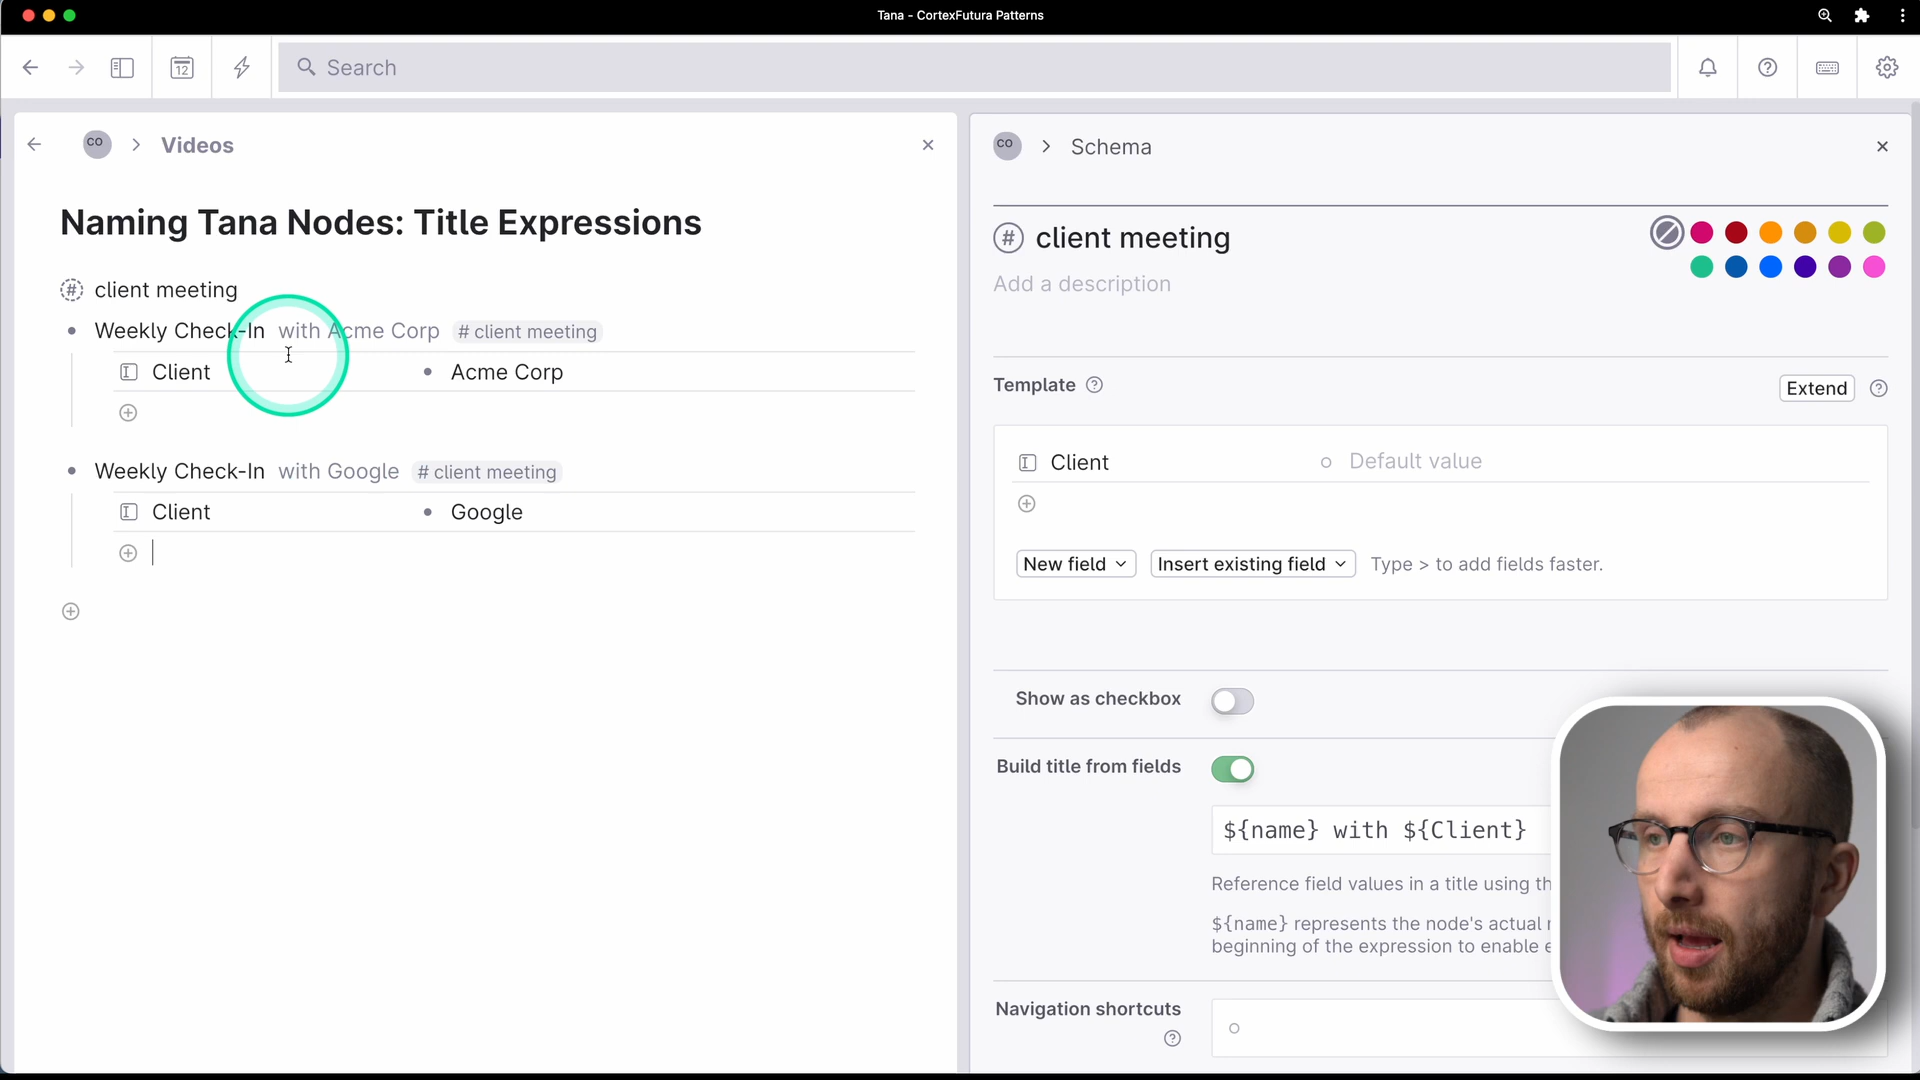 Tana - CortexFutura Patterns
12
Search
CO > Videos
Naming Tana Nodes: Title Expressions
# client meeting
Weekly Check-In with Acme Corp # client meeting
Client Acme Corp
Weekly Check-In with Google # client meeting
Client Google
CO > Schema
# client meeting
Add a description
Template ?
Extend ?
Client Default value
New field Insert existing field Type > to add fields faster.
Show as checkbox
Build title from fields
${name} with ${Client}
Reference field values in a title using th
${name} represents the node's actual
beginning of the expression to enable
Navigation shortcuts
?